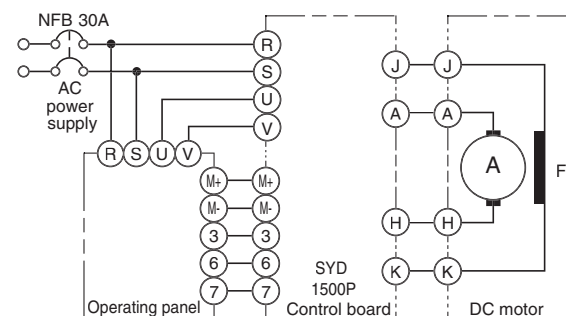 NFB 30A
AC
power
supply
R
S
U
V
R S U V
M+ M+
M- M-
3 3
6 6
7 7
Operating panel
SYD
1500P
Control board
J J
A A
A
F
H H
K K
DC motor